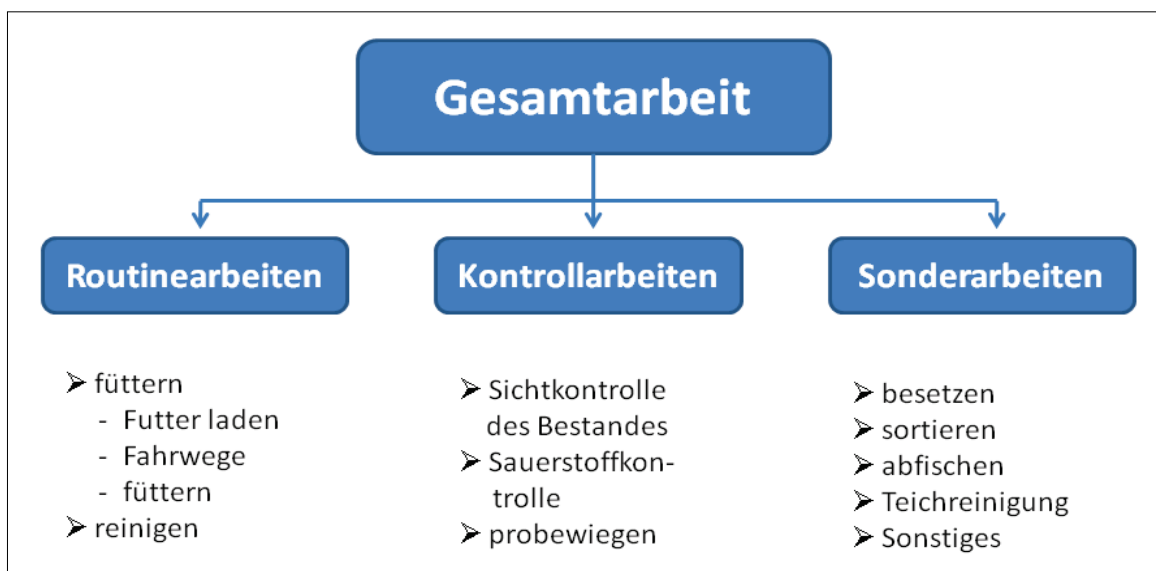 Gesamtarbeit
Routinearbeiten
Kontrollarbeiten
Sonderarbeiten
➢ füttern
- Futter laden
- Fahrwege
- füttern
➢ reinigen
➢ Sichtkontrolle
des Bestandes
➢ Sauerstoffkon-
trolle
➢ probewiegen
➢ besetzen
➢ sortieren
➢ abfischen
➢ Teichreinigung
➢ Sonstiges